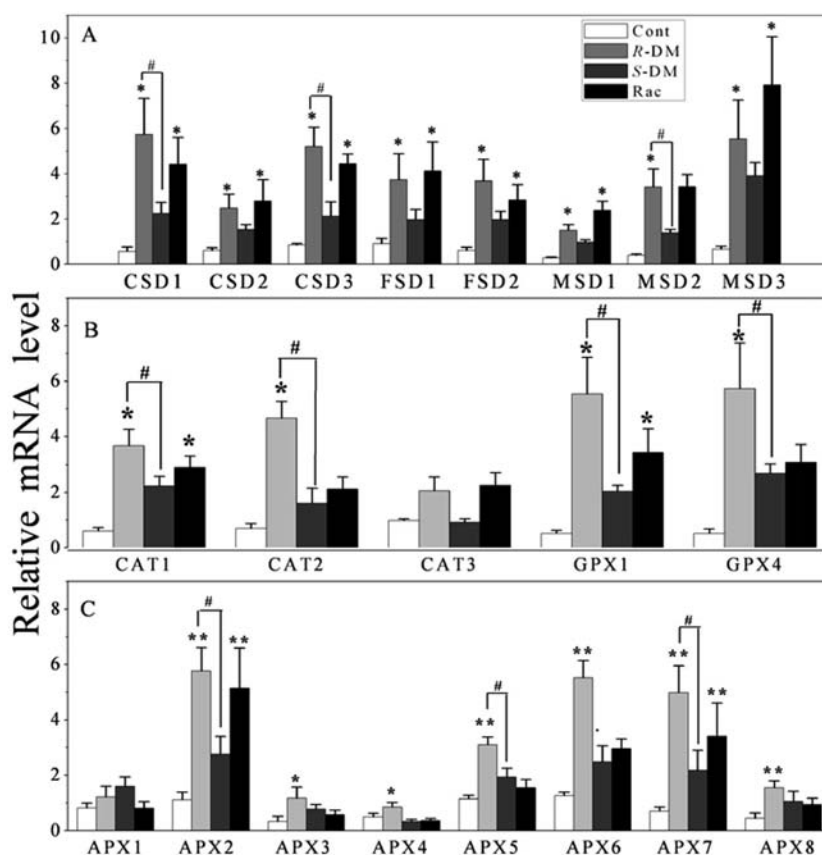 A
Cont
R-DM
S-DM
Rac
10
8
6
4
2
0
# # #
* * * * * * * * * * * * * *
CSD1 CSD2 CSD3 FSD1 FSD2 MSD1 MSD2 MSD3
Relative mRNA level
B
8
6
4
2
0
# # # #
* * * * * *
CAT1 CAT2 CAT3 GPX1 GPX4
C
8
6
4
2
0
# # #
** ** * * ** ** ** ** **
APX1 APX2 APX3 APX4 APX5 APX6 APX7 APX8